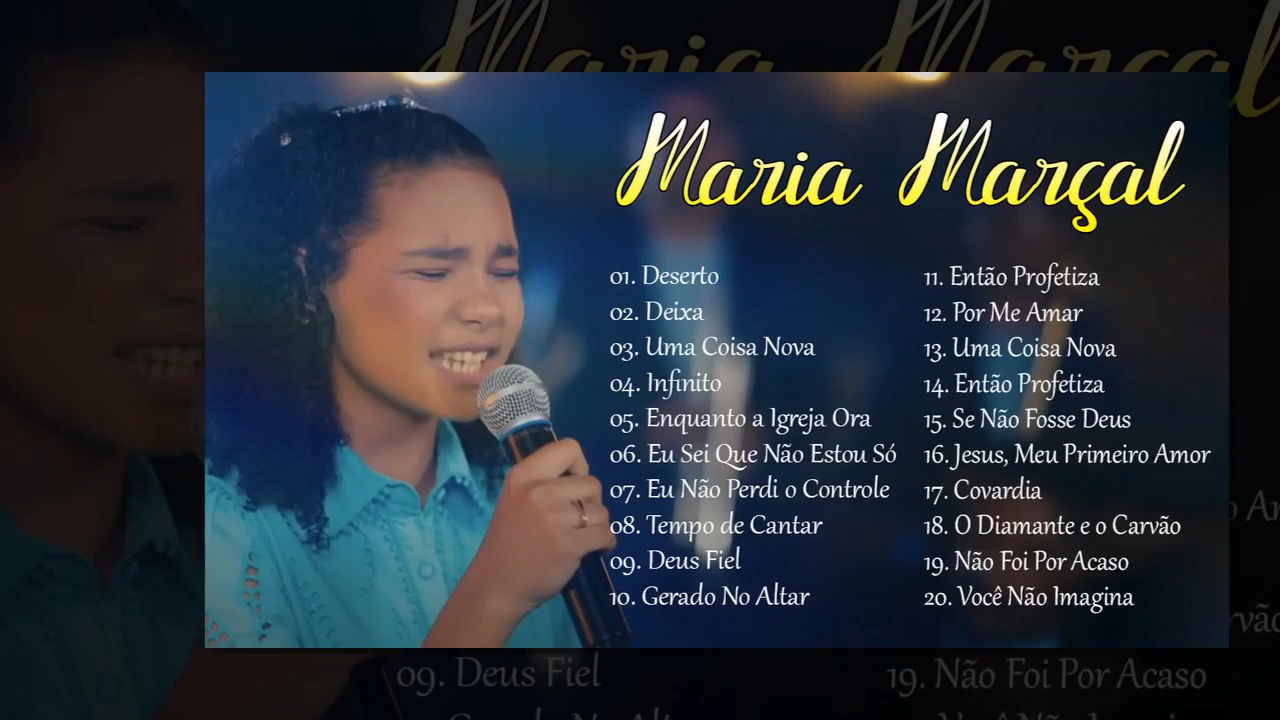 Maria Marçal
Maria Marçal
01. Deserto
02. Deixa
03. Uma Coisa Nova
04. Infinito
05. Enquanto a Igreja Ora
06. Eu Sei Que Não Estou Só
07. Eu Não Perdi o Controle
08. Tempo de Cantar
09. Deus Fiel
10. Gerado No Altar
11. Então Profetiza
12. Por Me Amar
13. Uma Coisa Nova
14. Então Profetiza
15. Se Não Fosse Deus
16. Jesus, Meu Primeiro Amor
17. Covardia
18. O Diamante e o Carvão
19. Não Foi Por Acaso
20. Você Não Imagina
09. Deus Fiel
19. Não Foi Por Acaso